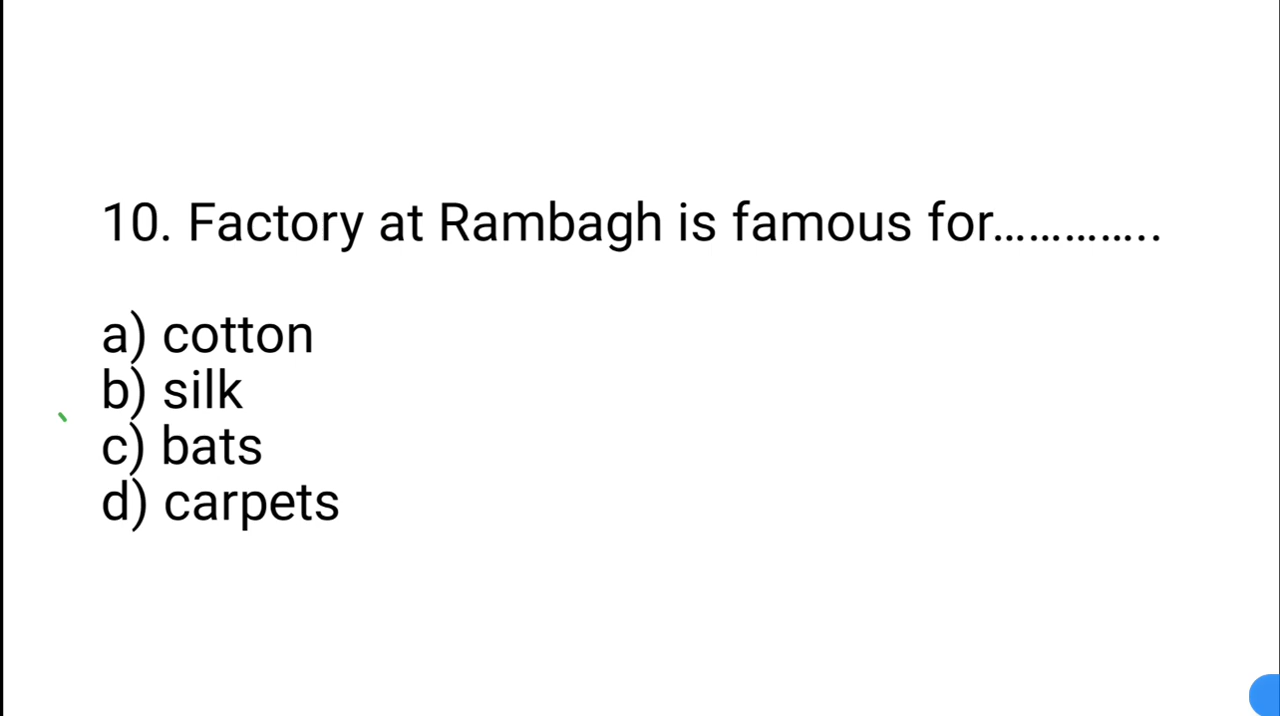 10. Factory at Rambagh is famous for…………..
a) cotton
b) silk
c) bats
d) carpets